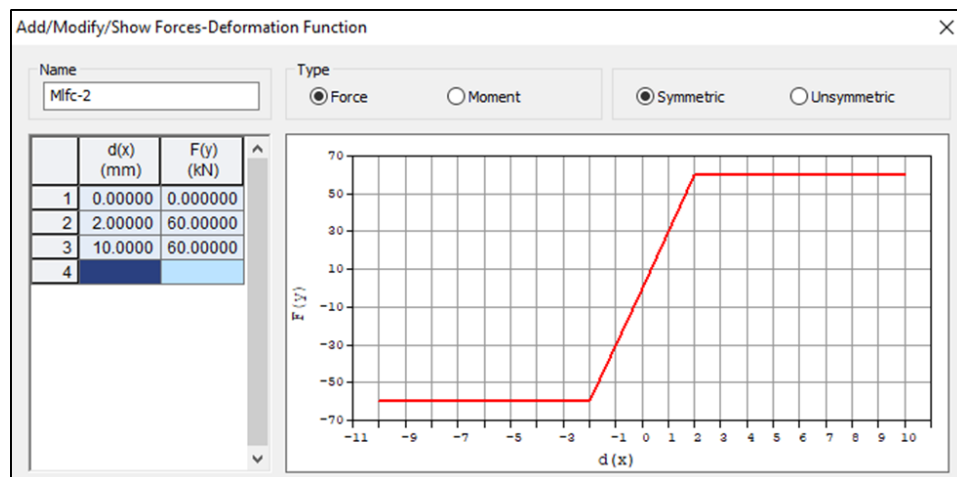 Add/Modify/Show Forces-Deformation Function
Name
Mlfc-2
Type
Force Moment
Symmetric Unsymmetric
d(x) F(y)
(mm) (kN)
1 0.00000 0.000000
2 2.00000 60.00000
3 10.0000 60.00000
4
70
50
30
10
-10
-30
-50
-70
F(y)
-11 -9 -7 -5 -3 -1 0 1 2 3 4 5 6 7 8 9 10
d(x)